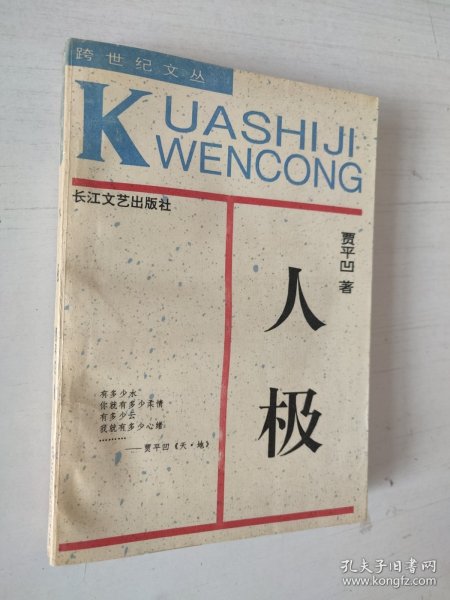 跨世纪文丛
KUASHIJI
WENCONG
长江文艺出版社
贾平凹 著
人极
有多少水
你就有多少柔情
有多少云
我就有多少心绪
………
——贾平凹《天·地》
孔夫子旧书网
www.kongfz.com